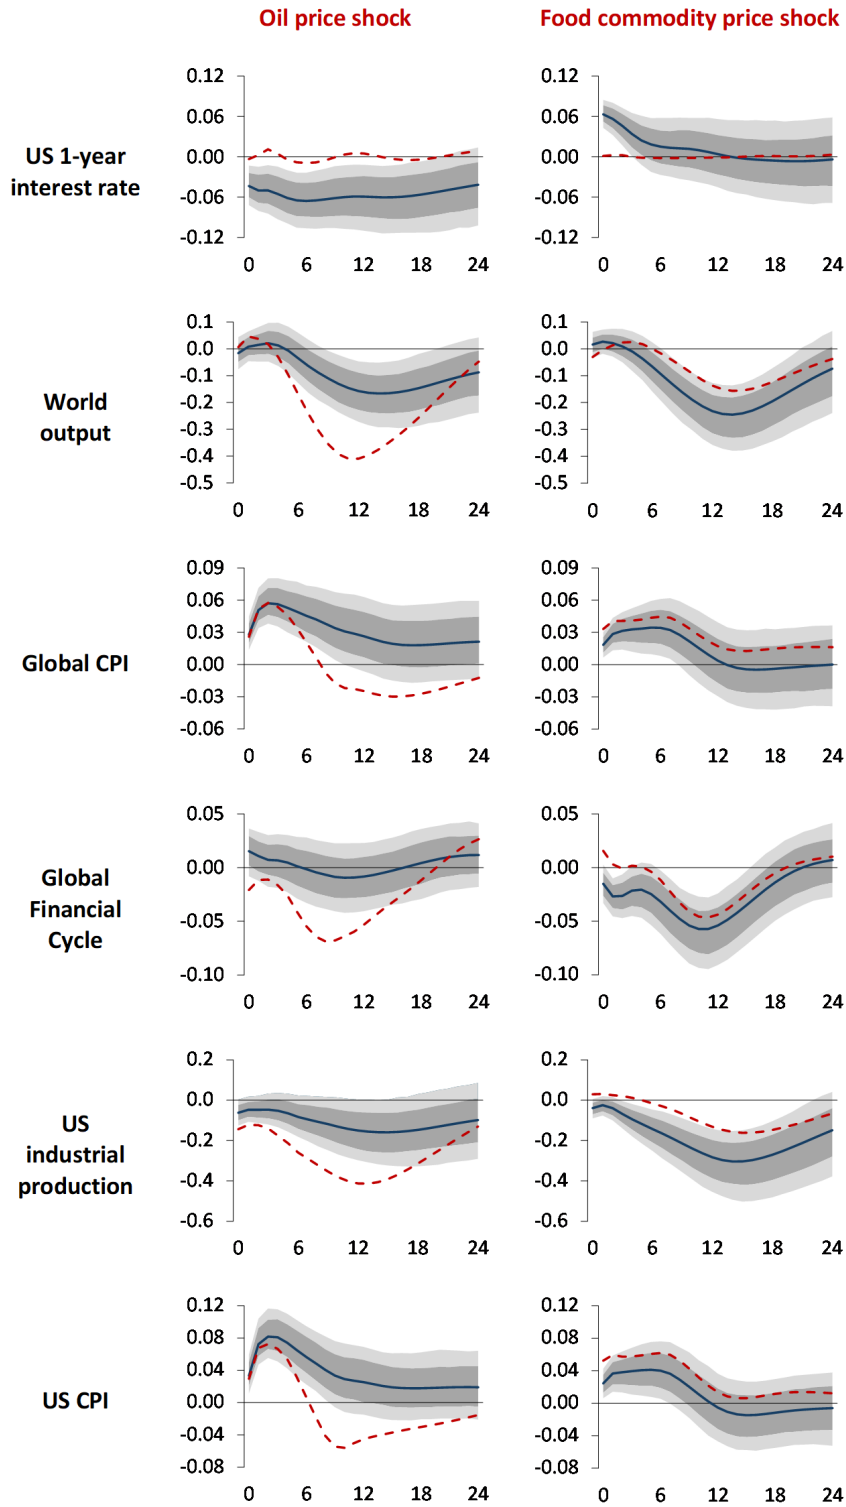 Oil price shock
Food commodity price shock
US 1-year
interest rate
0.12
0.06
0.00
-0.06
-0.12
0 6 12 18 24
0.12
0.06
0.00
-0.06
-0.12
0 6 12 18 24
World
output
0.1
0.0
-0.1
-0.2
-0.3
-0.4
-0.5
0 6 12 18 24
0.1
0.0
-0.1
-0.2
-0.3
-0.4
-0.5
0 6 12 18 24
Global CPI
0.09
0.06
0.03
0.00
-0.03
-0.06
0 6 12 18 24
0.09
0.06
0.03
0.00
-0.03
-0.06
0 6 12 18 24
Global
Financial
Cycle
0.05
0.00
-0.05
-0.10
0 6 12 18 24
0.05
0.00
-0.05
-0.10
0 6 12 18 24
US
industrial
production
0.2
0.0
-0.2
-0.4
-0.6
0 6 12 18 24
0.2
0.0
-0.2
-0.4
-0.6
0 6 12 18 24
US CPI
0.12
0.08
0.04
0.00
-0.04
-0.08
0 6 12 18 24
0.12
0.08
0.04
0.00
-0.04
-0.08
0 6 12 18 24